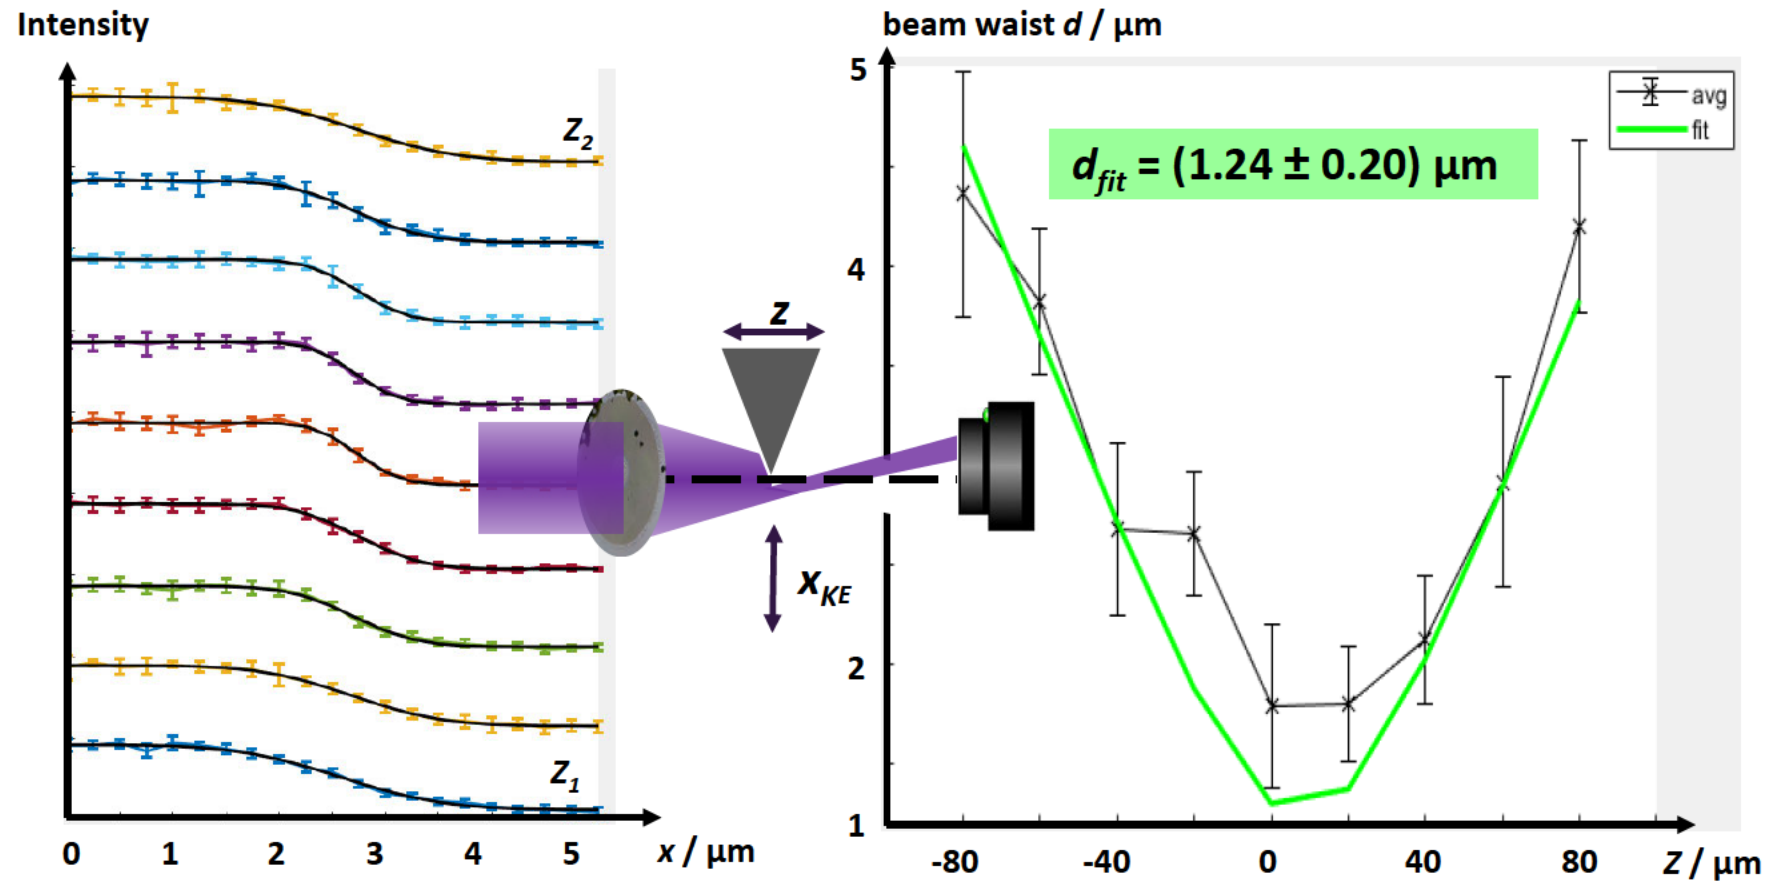 Intensity
Z2
Z1
0 1 2 3 4 5 x / µm
z
xKE
beam waist d / µm
5
4
2
1
avg
fit
dfit = (1.24 ± 0.20) µm
-80 -40 0 40 80 Z / µm